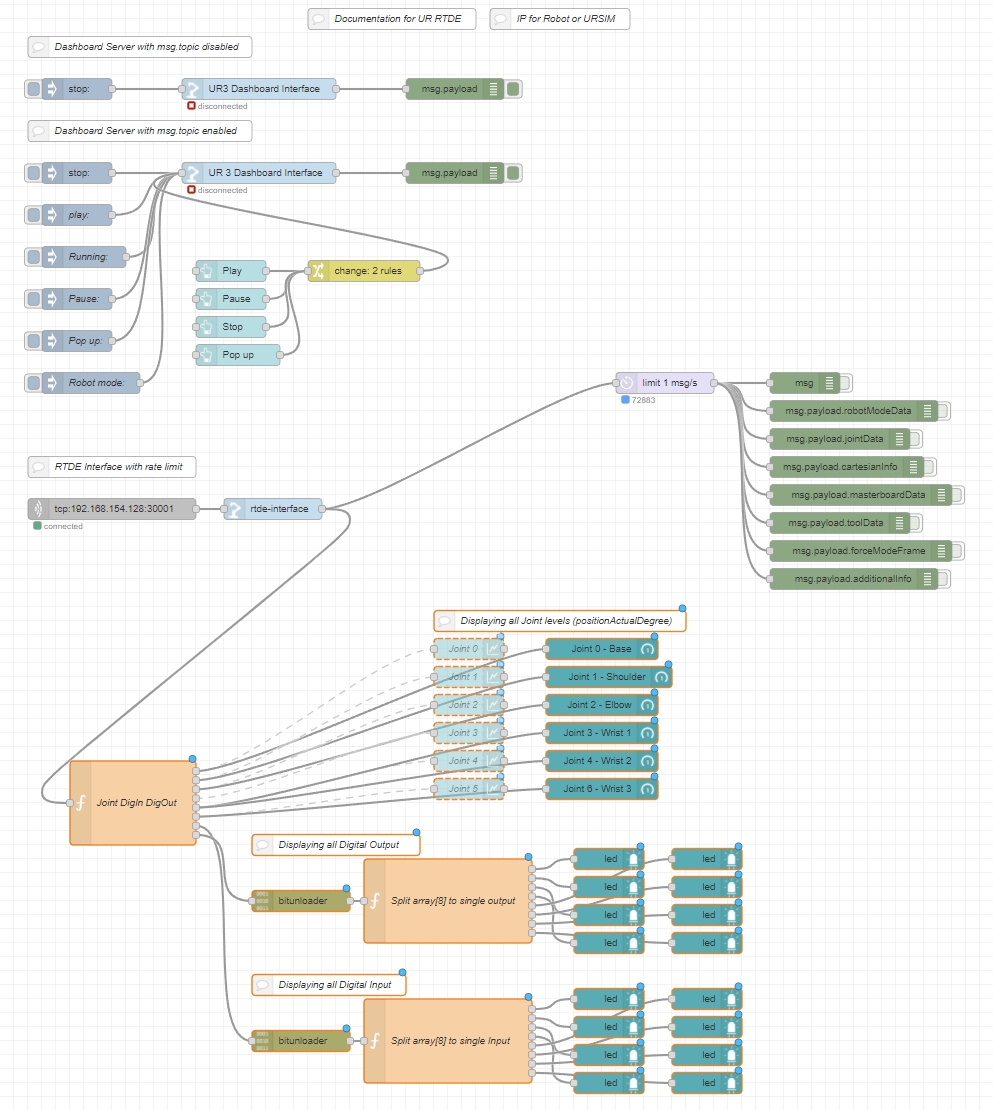 Documentation for UR RTDE
IP for Robot or URSIM
Dashboard Server with msg.topic disabled
stop:
UR3 Dashboard Interface
msg.payload
disconnected
Dashboard Server with msg.topic enabled
stop:
UR 3 Dashboard Interface
msg.payload
disconnected
play:
Running:
Play
change: 2 rules
Pause:
Pause
Stop
Pop up:
Pop up
Robot mode:
limit 1 msg/s
msg
72883
msg.payload.robotModeData
msg.payload.jointData
RTDE Interface with rate limit
msg.payload.cartesianInfo
msg.payload.masterboardData
tcp:192.168.154.128:30001
rtde-interface
msg.payload.toolData
connected
msg.payload.forceModeFrame
msg.payload.additionalInfo
Displaying all Joint levels (positionActualDegree)
Joint 0
Joint 0 - Base
Joint 1
Joint 1 - Shoulder
Joint 2
Joint 2 - Elbow
Joint 3
Joint 3 - Wrist 1
Joint 4
Joint 4 - Wrist 2
Joint 5
Joint 6 - Wrist 3
Joint DigIn DigOut
Displaying all Digital Output
led
led
led
led
bitunloader
Split array[8] to single output
led
led
led
led
Displaying all Digital Input
led
led
led
led
bitunloader
Split array[8] to single Input
led
led
led
led